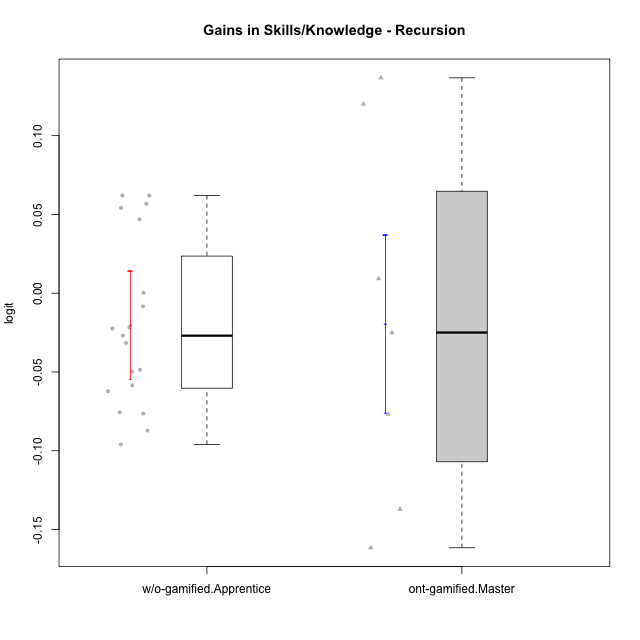 Gains in Skills/Knowledge - Recursion
logit
0.10
0.05
0.00
-0.05
-0.10
-0.15
w/o-gamified.Apprentice
ont-gamified.Master